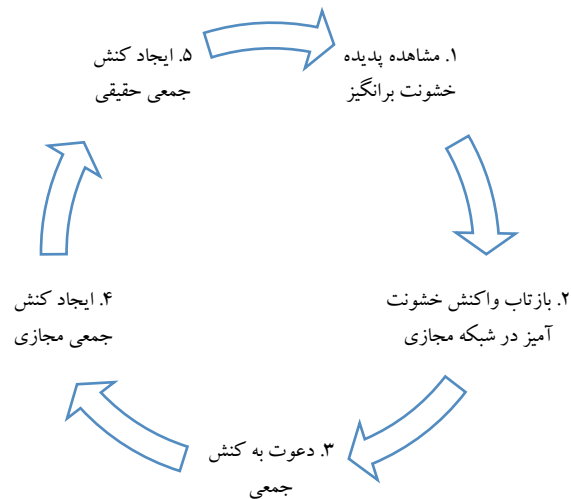 ۱. مشاهده پدیده
خشونت برانگیز
۲. بازتاب واکنش خشونت
آمیز در شبکه مجازی
۳. دعوت به کنش
جمعی
۴. ایجاد کنش
جمعی مجازی
۵. ایجاد کنش
جمعی حقیقی